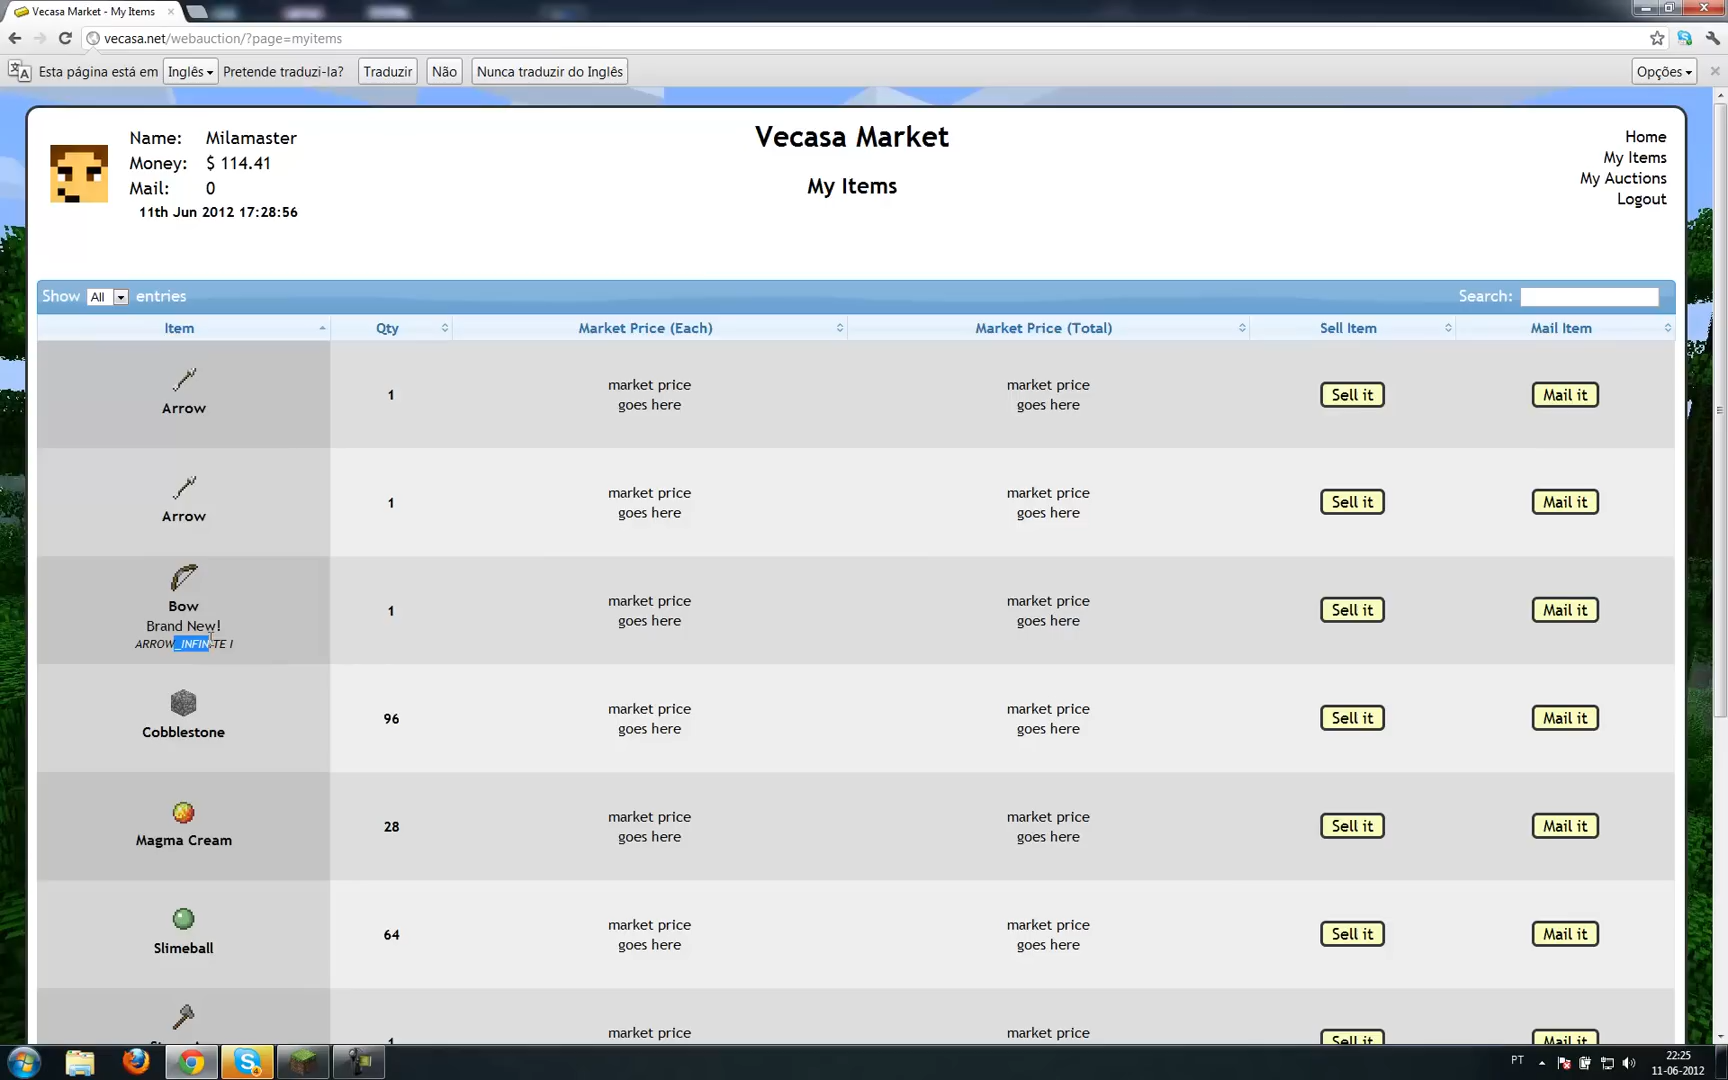 Vecasa Market - My Items
vecasa.net/webauction/?page=myitems
Esta página está em Inglês Pretende traduzi-la? Traduzir Não Nunca traduzir do Inglês Opções
Name: Milamaster
Money: $ 114.41
Mail: 0
11th Jun 2012 17:28:56
Vecasa Market
My Items
Home
My Items
My Auctions
Logout
Show All entries Search:
Item Qty Market Price (Each) Market Price (Total) Sell Item Mail Item
Arrow 1 market price goes here market price goes here Sell it Mail it
Arrow 1 market price goes here market price goes here Sell it Mail it
Bow
Brand New!
ARROW_INFINITE I
1 market price goes here market price goes here Sell it Mail it
Cobblestone 96 market price goes here market price goes here Sell it Mail it
Magma Cream 28 market price goes here market price goes here Sell it Mail it
Slimeball 64 market price goes here market price goes here Sell it Mail it
1 market price market price Sell it Mail it
PT
22:25
11-06-2012